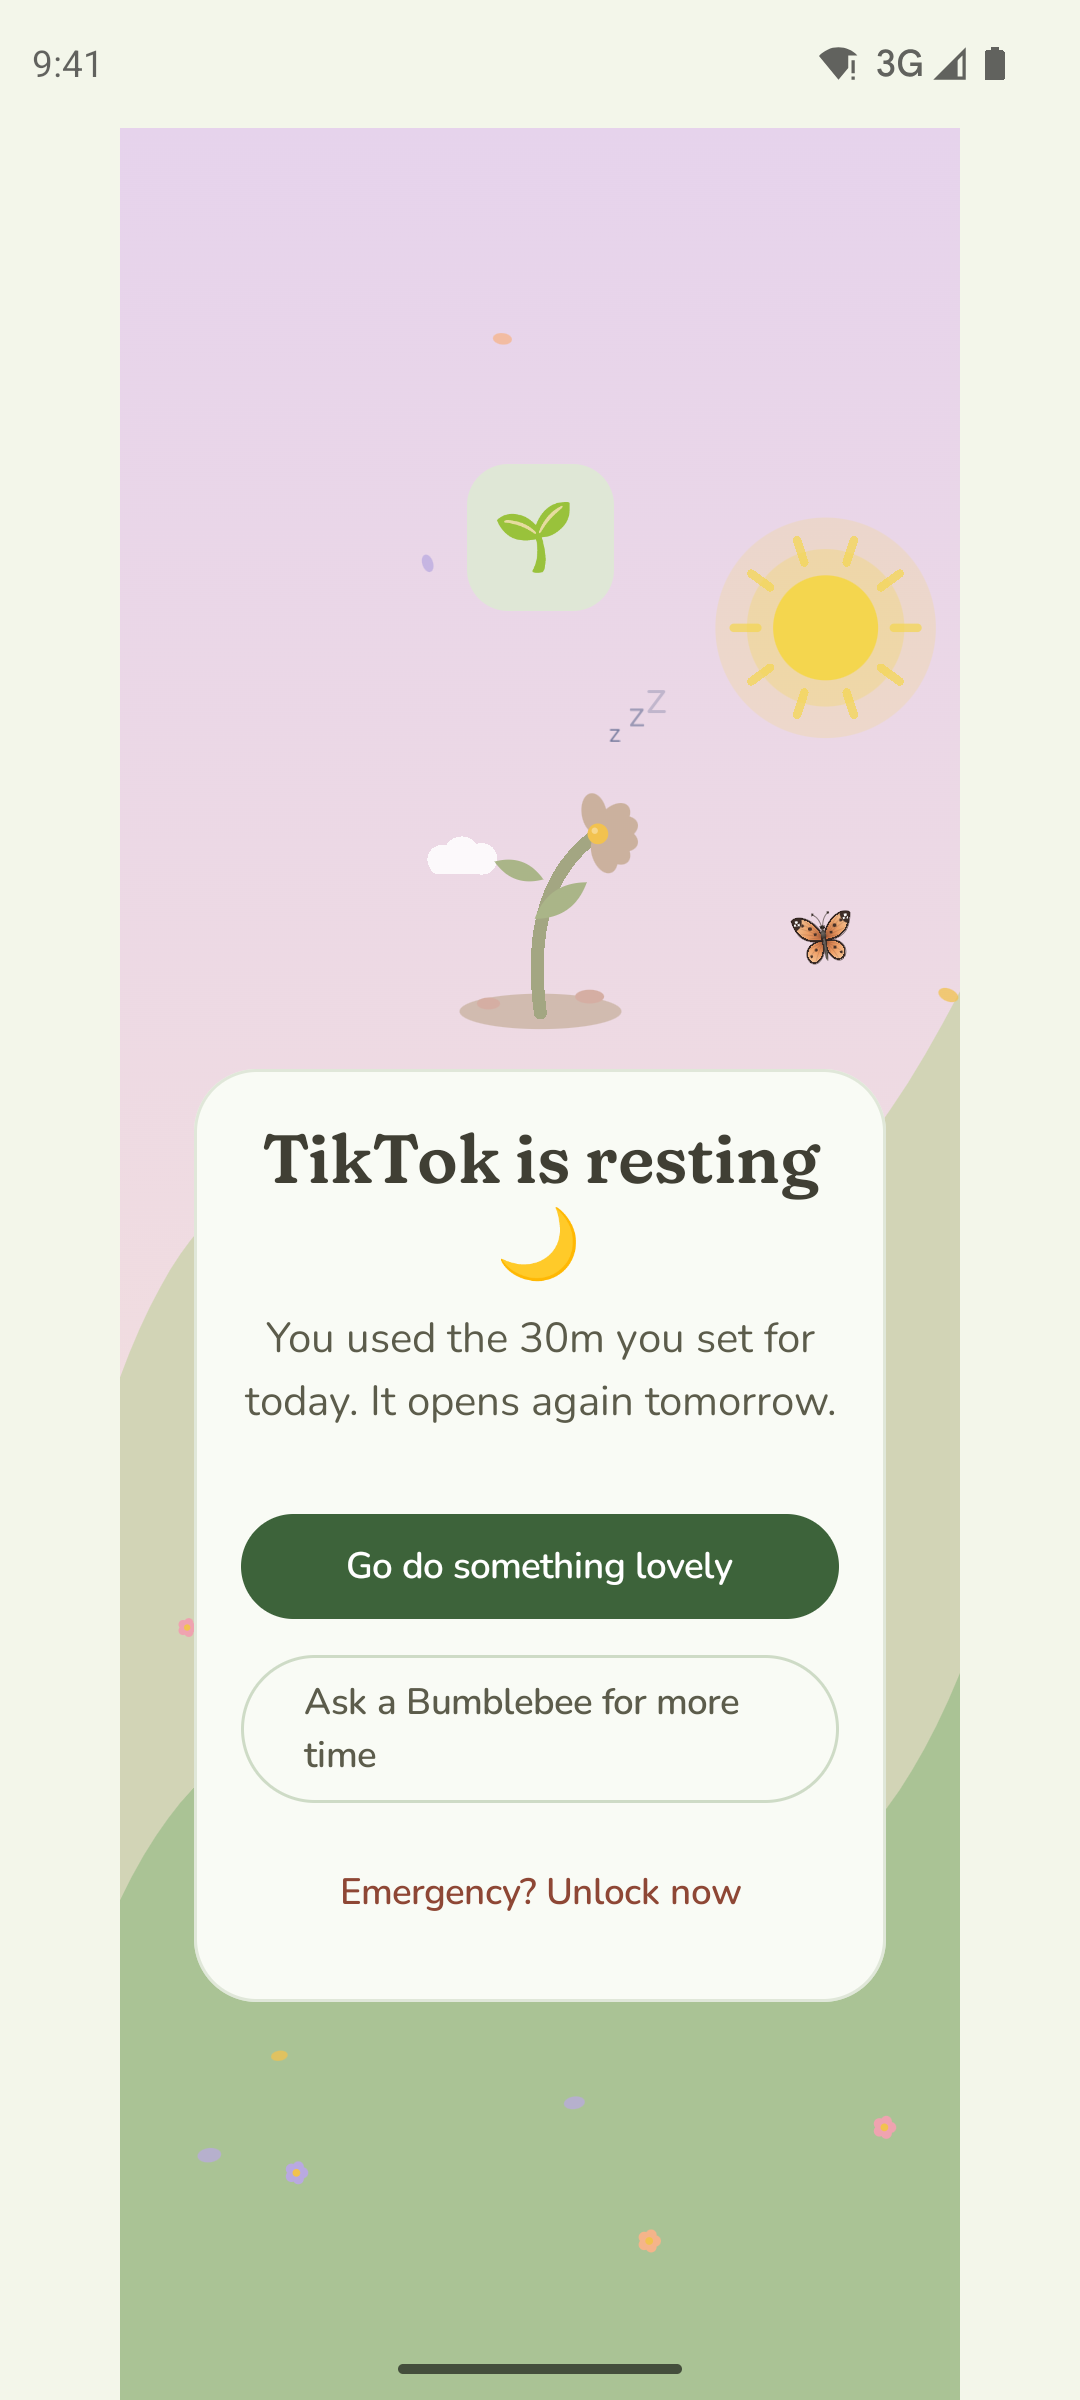 9:41
3G
z z Z
TikTok is resting
🌙
You used the 30m you set for
today. It opens again tomorrow.
Go do something lovely
Ask a Bumblebee for more
time
Emergency? Unlock now